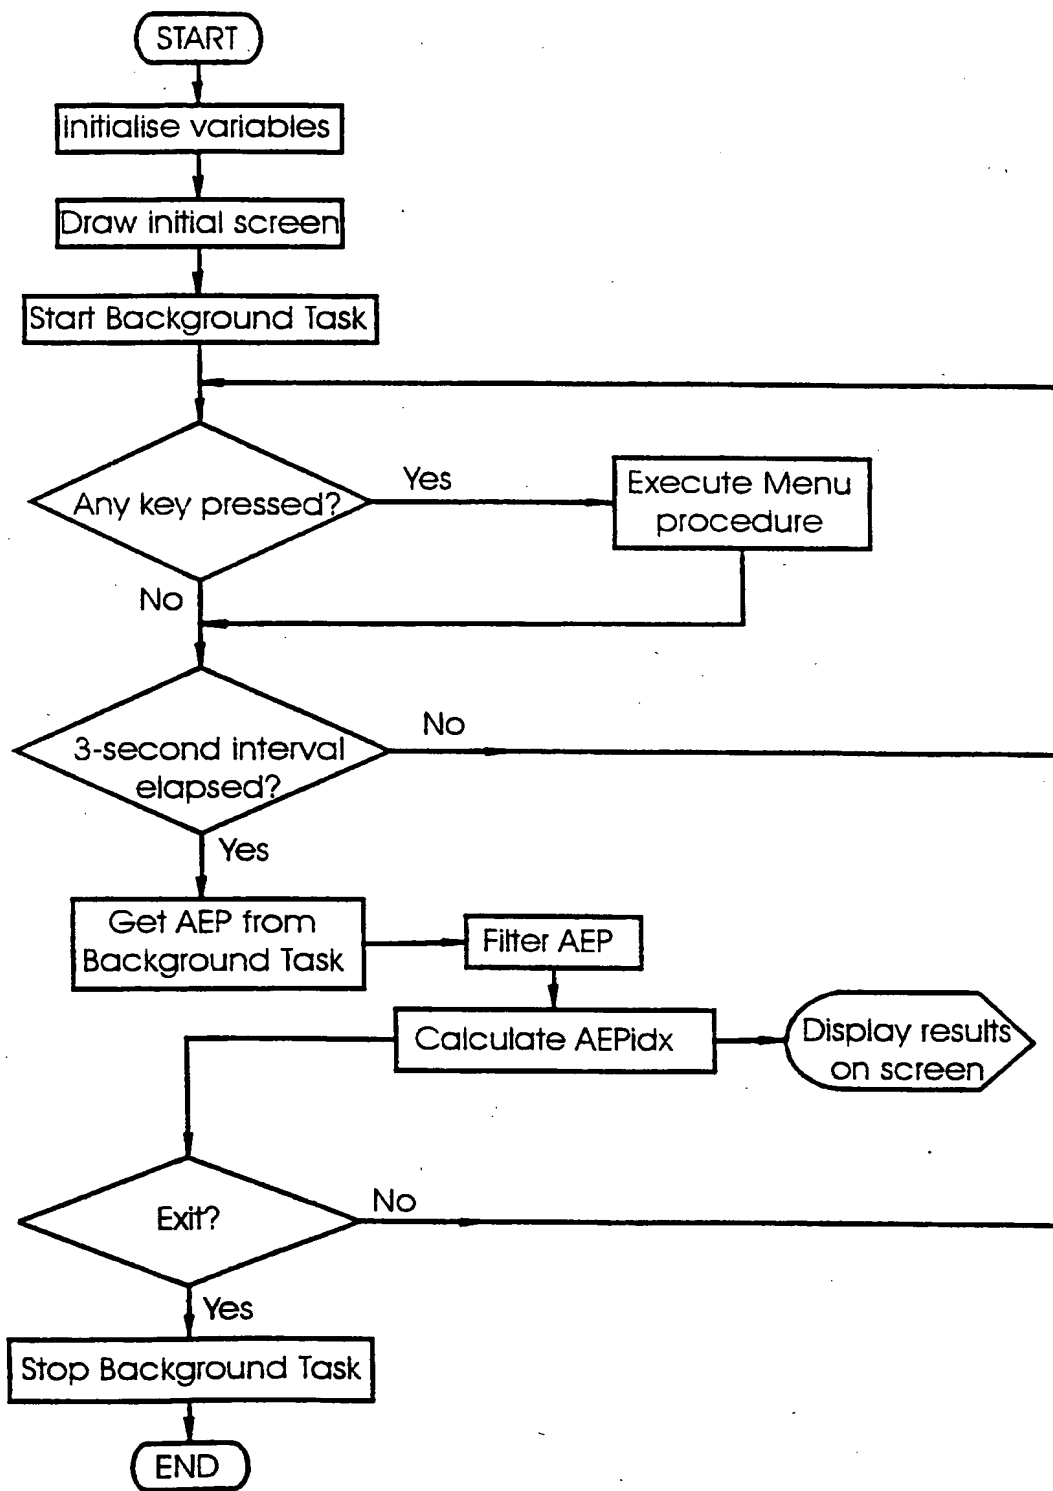 START
Initialise variables
Draw initial screen
Start Background Task
Any key pressed?
Yes
Execute Menu
procedure
No
3-second interval
elapsed?
No
Yes
Get AEP from
Background Task
Filter AEP
Calculate AEPidx
Display results
on screen
Exit?
No
Yes
Stop Background Task
END